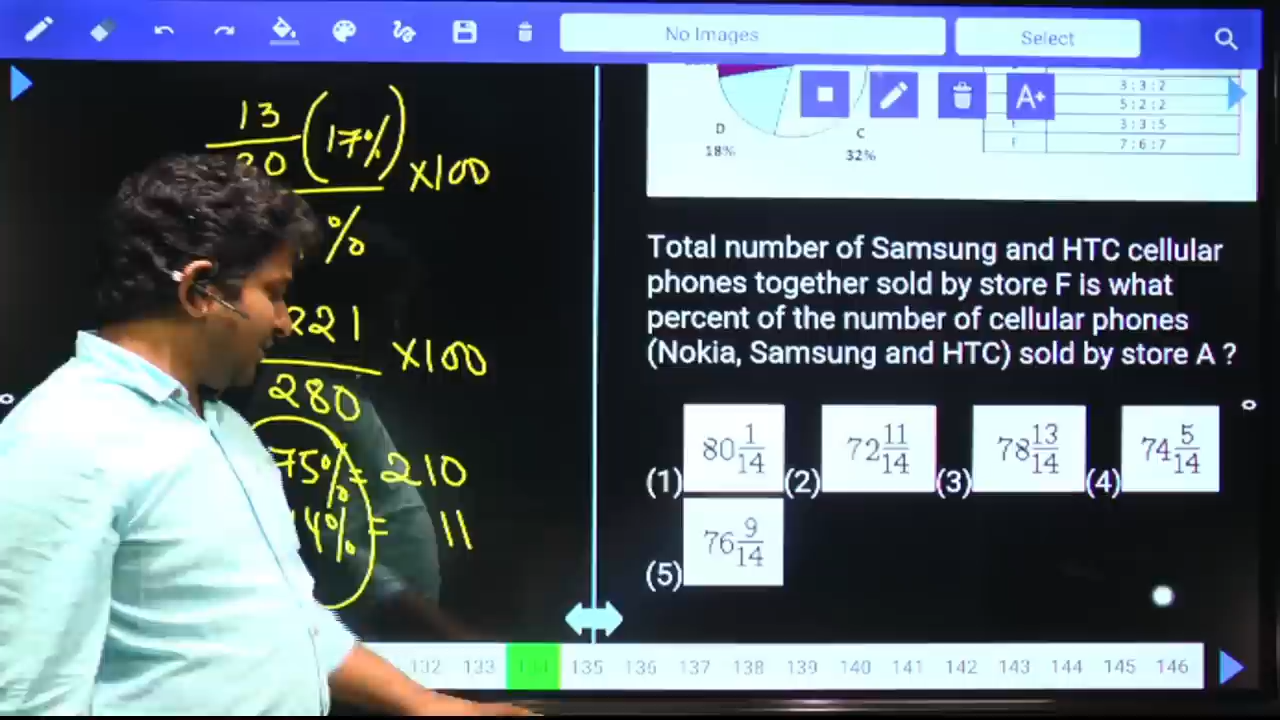 No Images
Select
A+
13
20 (17%) ×100
%
221
280 ×100
75% = 210
4% = 11
D
18%
C
32%
3 : 3 : 2
5 : 2 : 2
3 : 3 : 5
F 7 : 6 : 7
Total number of Samsung and HTC cellular
phones together sold by store F is what
percent of the number of cellular phones
(Nokia, Samsung and HTC) sold by store A ?
(1) 80 1/14 (2) 72 11/14 (3) 78 13/14 (4) 74 5/14
(5) 76 9/14
132 133 134 135 136 137 138 139 140 141 142 143 144 145 146